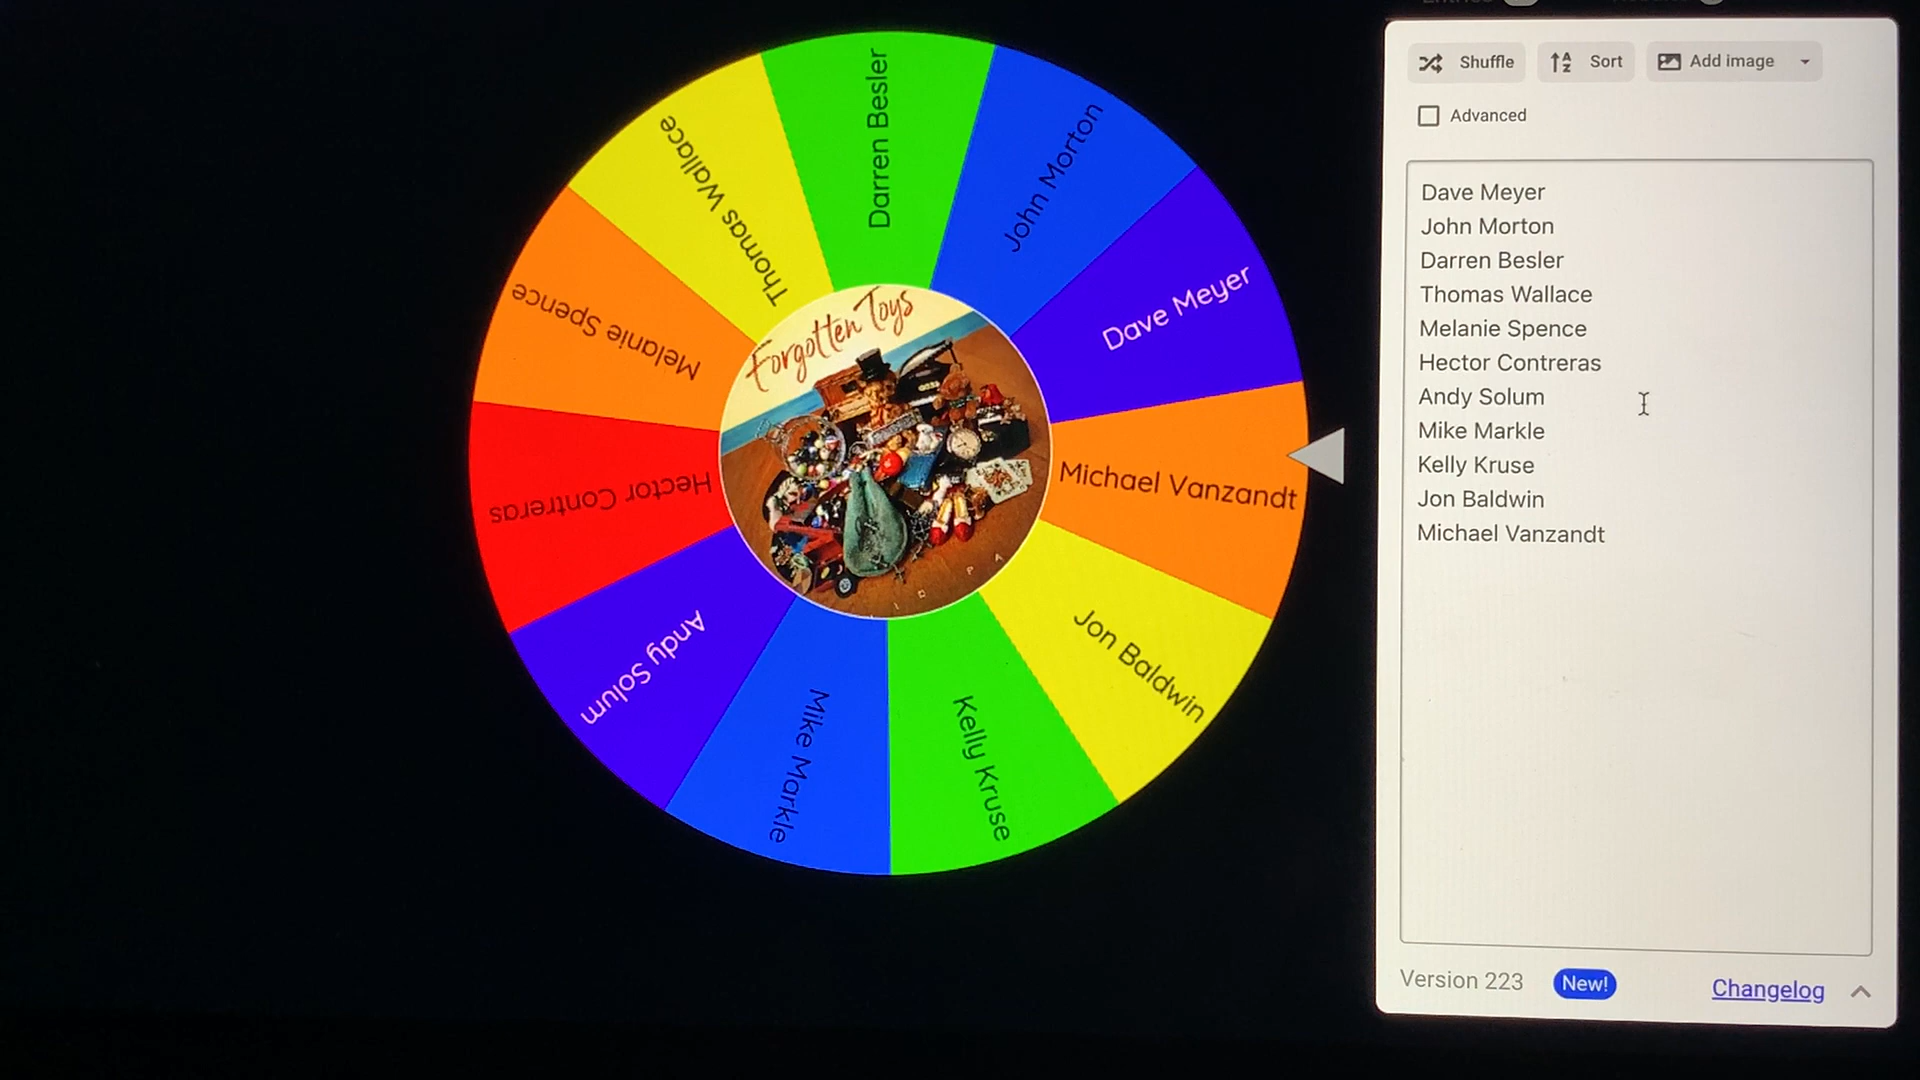 Shuffle
Sort
Add image
Advanced
Dave Meyer
John Morton
Darren Besler
Thomas Wallace
Melanie Spence
Hector Contreras
Andy Solum
Mike Markle
Kelly Kruse
Jon Baldwin
Michael Vanzandt
Version 223
New!
Changelog
Darren Besler
John Morton
Dave Meyer
Michael Vanzandt
Jon Baldwin
Kelly Kruse
Mike Markle
Andy Solum
Hector Contreras
Melanie Spence
Thomas Wallace
Forgotten Toys